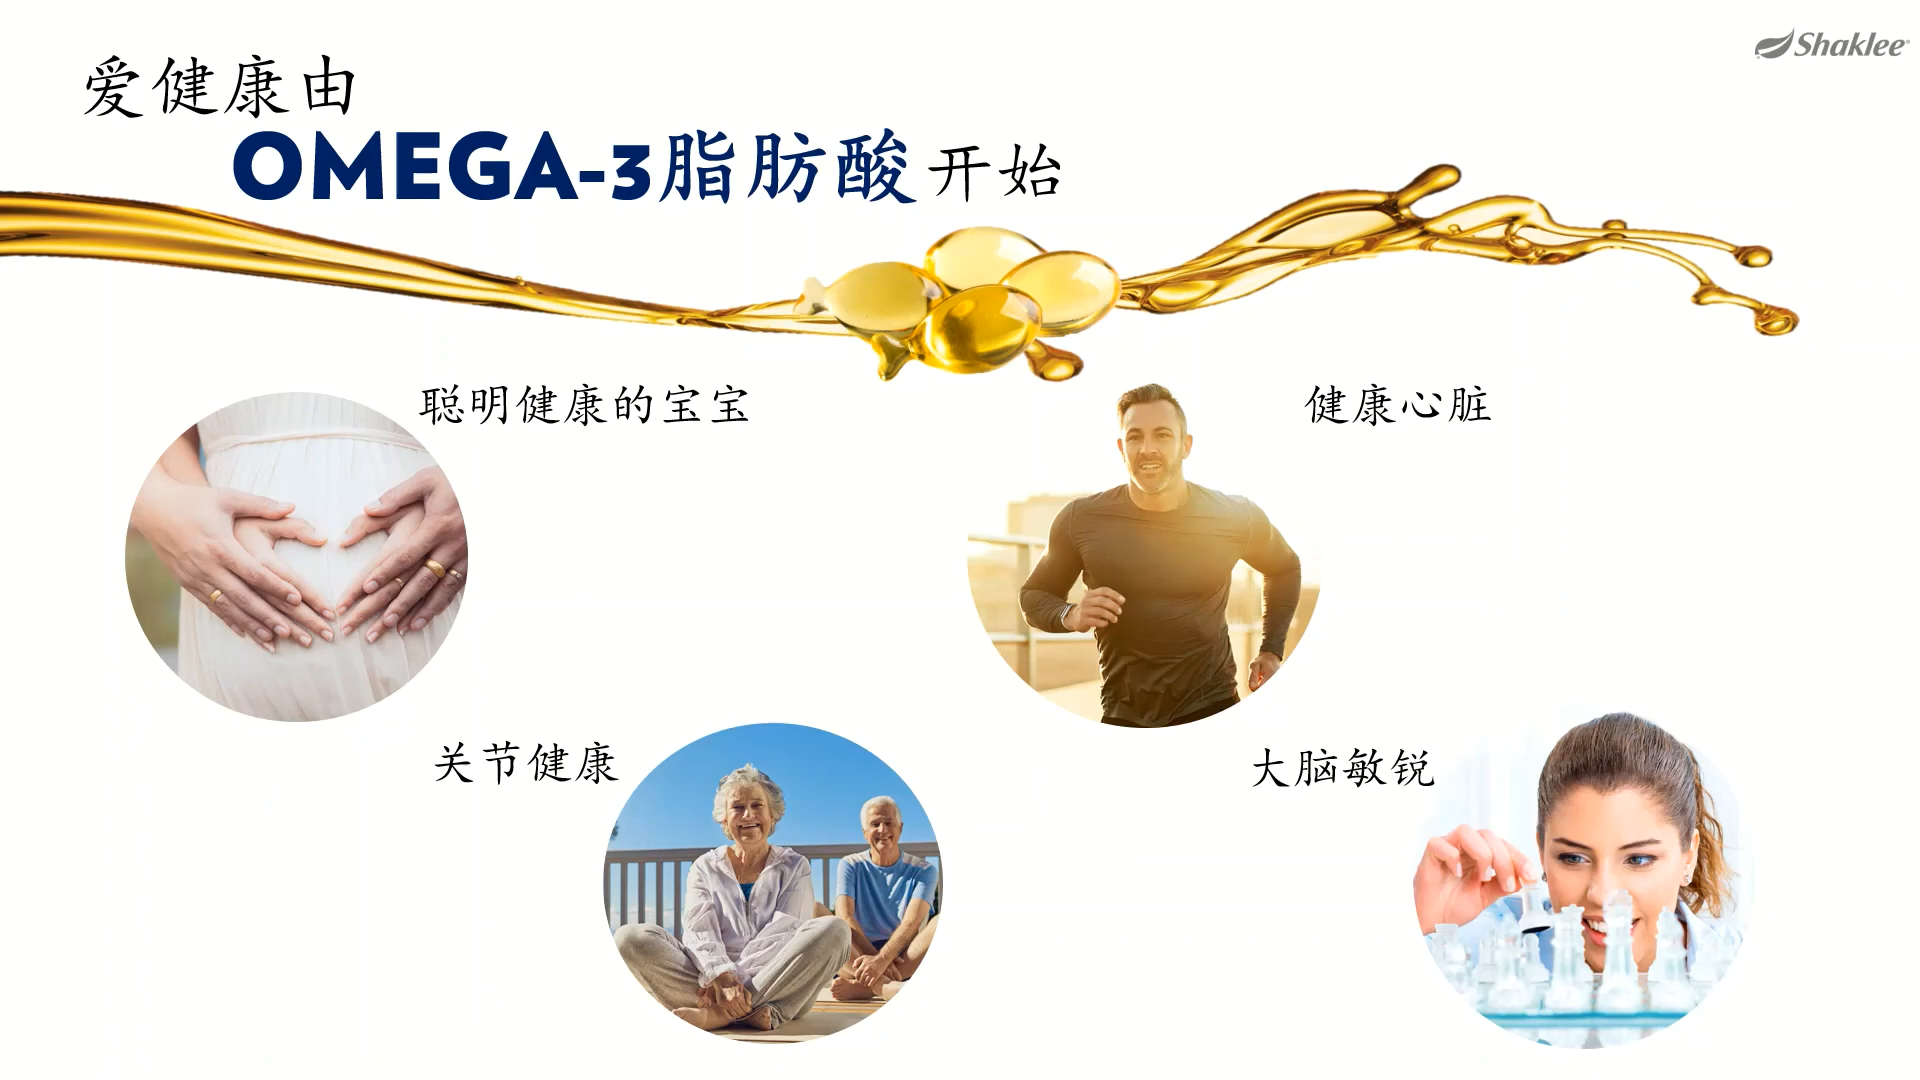 Shaklee
爱健康由
OMEGA-3脂肪酸开始
聪明健康的宝宝
健康心脏
关节健康
大脑敏锐